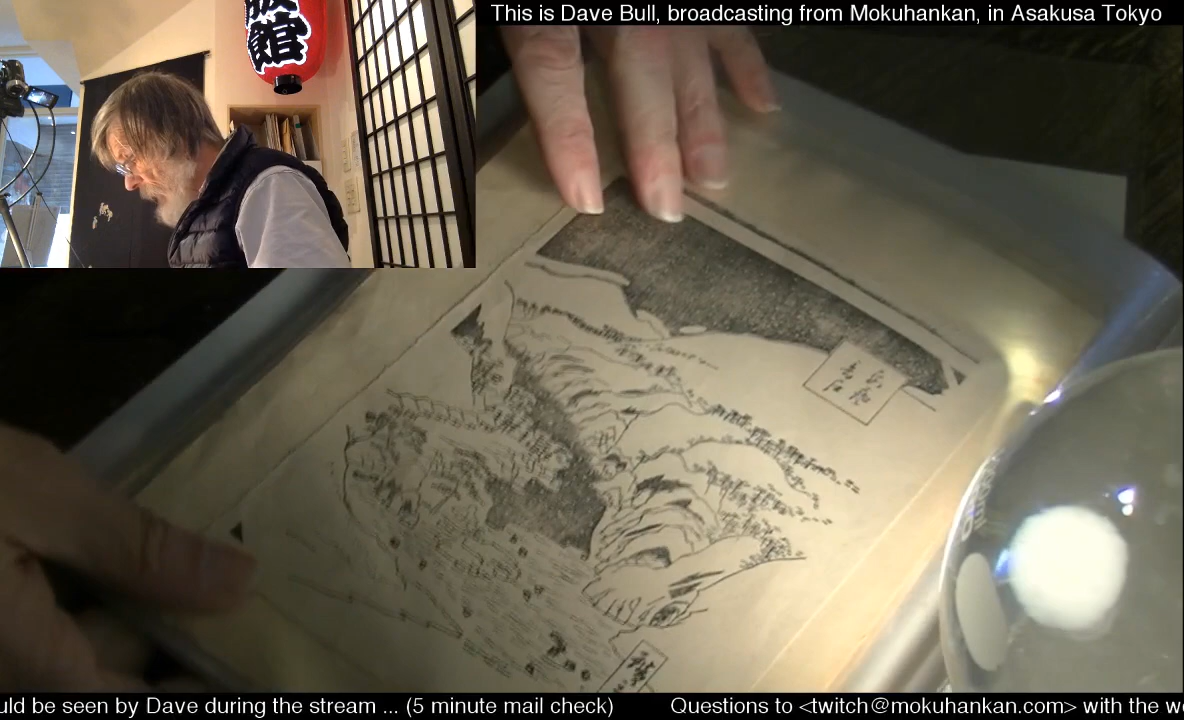 This is Dave Bull, broadcasting from Mokuhankan, in Asakusa Tokyo
館
uld be seen by Dave during the stream ... (5 minute mail check) Questions to <twitch@mokuhankan.com> with the w